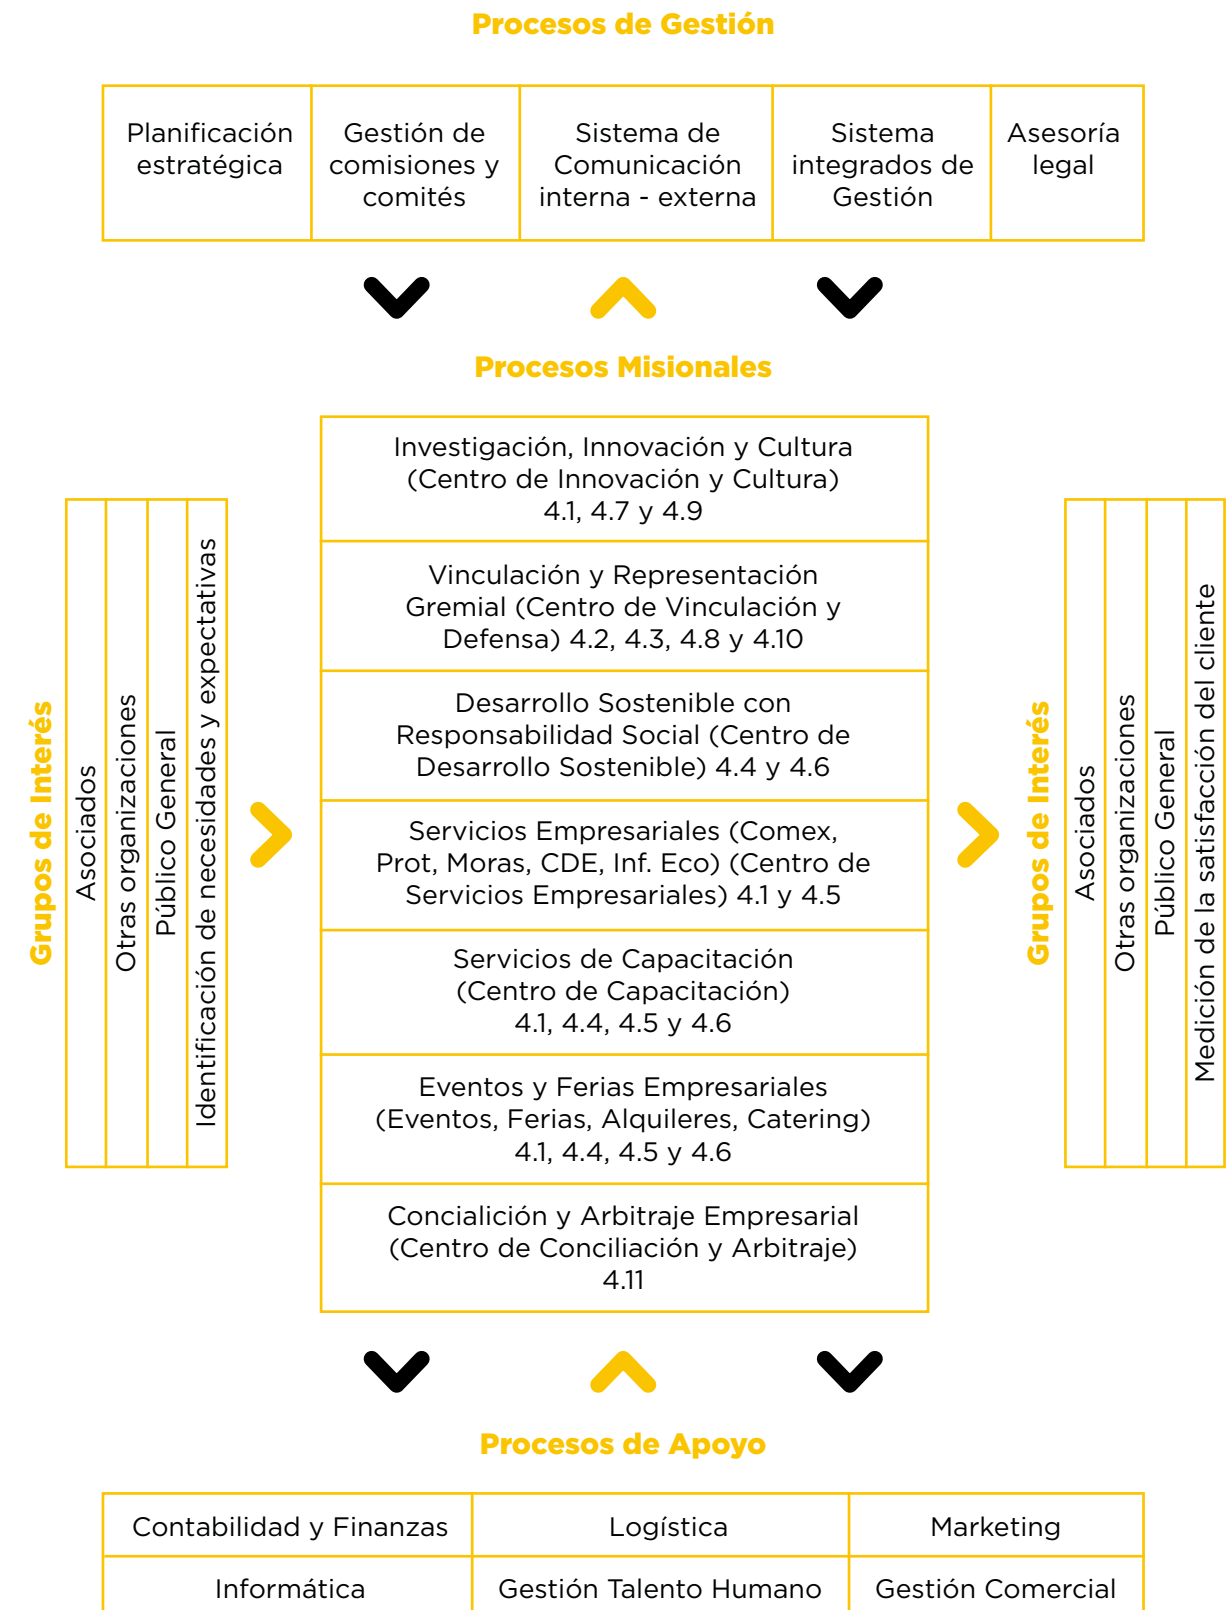 Procesos de Gestión
Planificación
estratégica
Gestión de
comisiones y
comités
Sistema de
Comunicación
interna - externa
Sistema
integrados de
Gestión
Asesoría
legal
Procesos Misionales
Grupos de Interés
Asociados
Otras organizaciones
Público General
Identificación de necesidades y expectativas
Investigación, Innovación y Cultura
(Centro de Innovación y Cultura)
4.1, 4.7 y 4.9
Vinculación y Representación
Gremial (Centro de Vinculación y
Defensa) 4.2, 4.3, 4.8 y 4.10
Desarrollo Sostenible con
Responsabilidad Social (Centro de
Desarrollo Sostenible) 4.4 y 4.6
Servicios Empresariales (Comex,
Prot, Moras, CDE, Inf. Eco) (Centro de
Servicios Empresariales) 4.1 y 4.5
Servicios de Capacitación
(Centro de Capacitación)
4.1, 4.4, 4.5 y 4.6
Eventos y Ferias Empresariales
(Eventos, Ferias, Alquileres, Catering)
4.1, 4.4, 4.5 y 4.6
Concialición y Arbitraje Empresarial
(Centro de Conciliación y Arbitraje)
4.11
Grupos de Interés
Asociados
Otras organizaciones
Público General
Medición de la satisfacción del cliente
Procesos de Apoyo
Contabilidad y Finanzas
Logística
Marketing
Informática
Gestión Talento Humano
Gestión Comercial